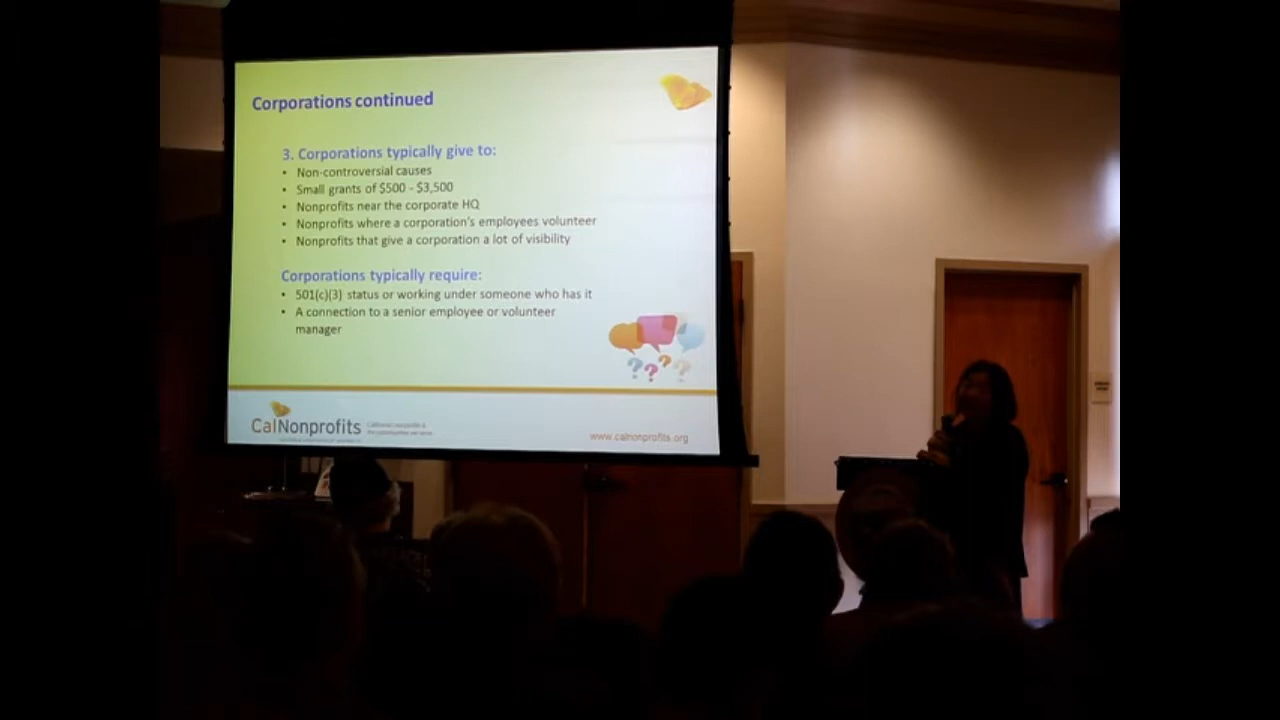 Corporations continued
3. Corporations typically give to:
• Non-controversial causes
• Small grants of $500 - $3,500
• Nonprofits near the corporate HQ
• Nonprofits where a corporation's employees volunteer
• Nonprofits that give a corporation a lot of visibility
Corporations typically require:
• 501(c)(3) status or working under someone who has it
• A connection to a senior employee or volunteer
manager
? ? ? ?
CalNonprofits
www.calnonprofits.org